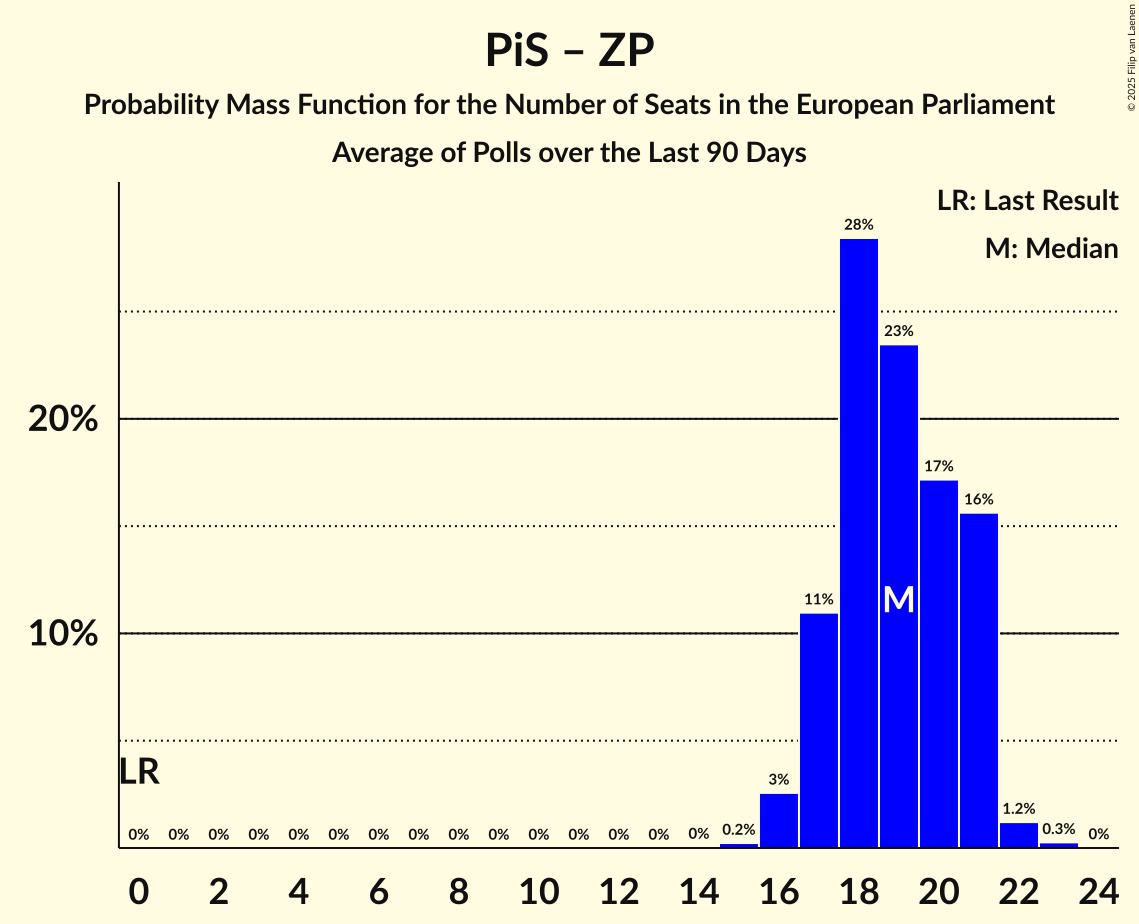 PiS – ZP
Probability Mass Function for the Number of Seats in the European Parliament
Average of Polls over the Last 90 Days
© 2025 Filip van Laenen
LR: Last Result
M: Median
28%
23%
20%
17%
16%
11%
M
10%
LR
3%
1.2%
0% 0% 0% 0% 0% 0% 0% 0% 0% 0% 0% 0% 0% 0% 0% 0.2% 0.3% 0%
0 2 4 6 8 10 12 14 16 18 20 22 24